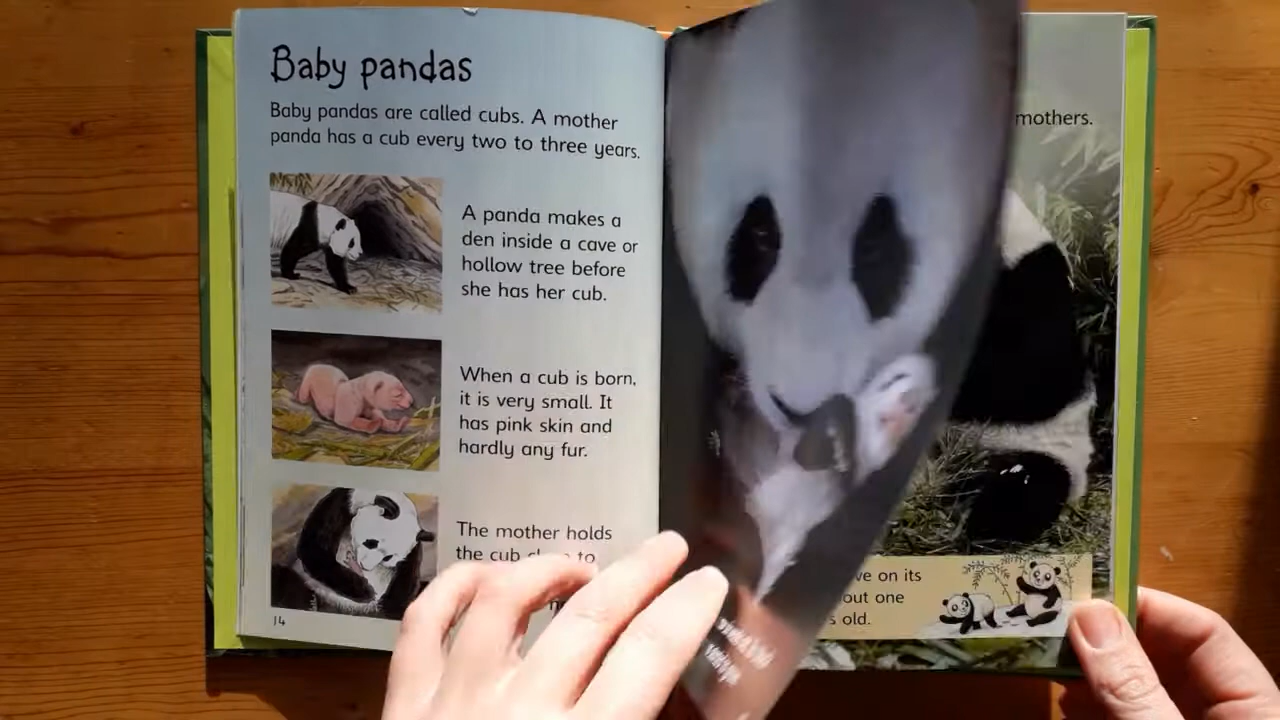 Baby pandas
Baby pandas are called cubs. A mother
panda has a cub every two to three years.
A panda makes a
den inside a cave or
hollow tree before
she has her cub.
When a cub is born,
it is very small. It
has pink skin and
hardly any fur.
The mother holds
the cub to
14
mothers.
on its
one
old.